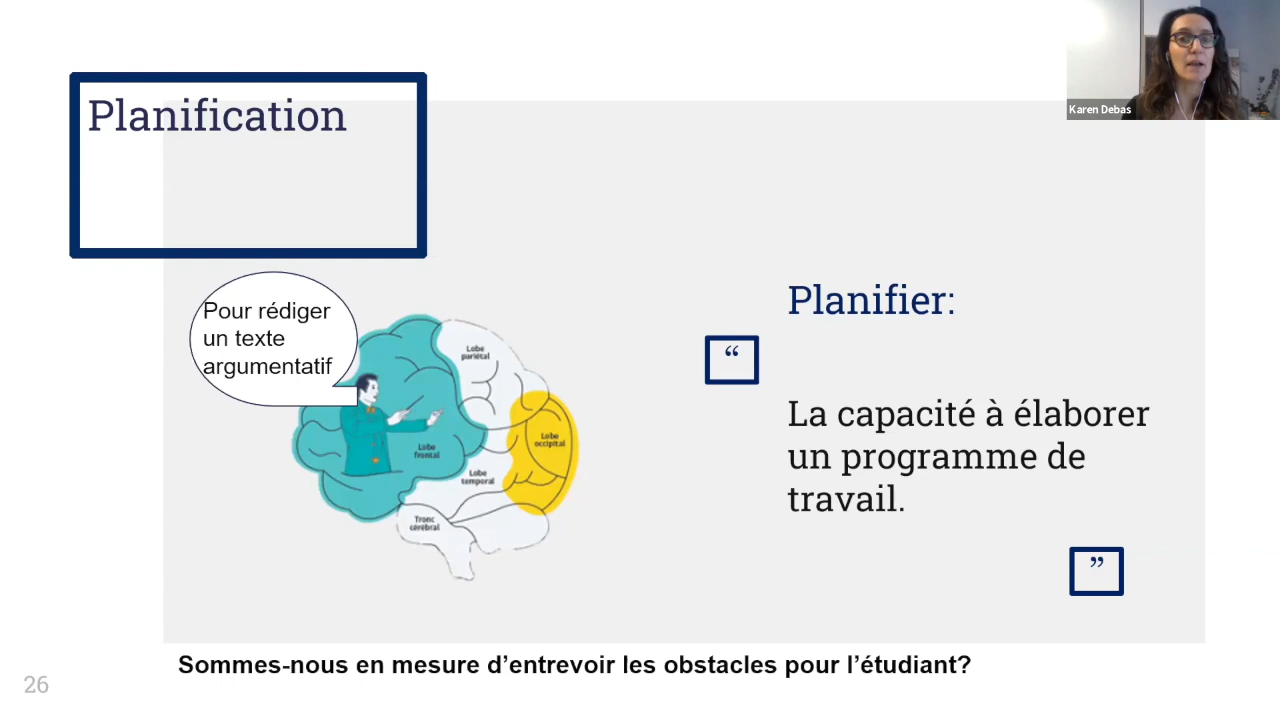 Karen Debas
Planification
Pour rédiger
un texte
argumentatif
Lobe
pariétal
Lobe
occipital
Lobe
frontal
Lobe
temporal
Tronc
cérébral
Planifier:
“
La capacité à élaborer
un programme de
travail.
”
Sommes-nous en mesure d’entrevoir les obstacles pour l’étudiant?
26